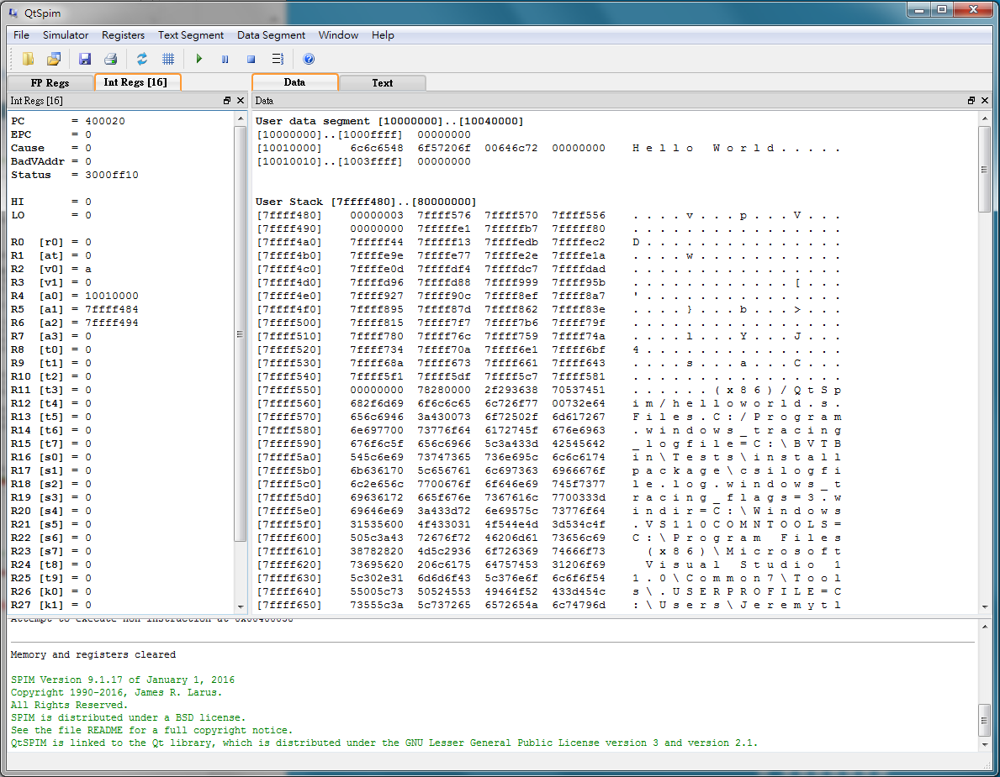 QtSpim
File Simulator Registers Text Segment Data Segment Window Help
FP Regs Int Regs [16] Data Text
Int Regs [16]
PC = 400020
EPC = 0
Cause = 0
BadVAddr = 0
Status = 3000ff10
HI = 0
LO = 0
R0 [r0] = 0
R1 [at] = 0
R2 [v0] = a
R3 [v1] = 0
R4 [a0] = 10010000
R5 [a1] = 7ffff484
R6 [a2] = 7ffff494
R7 [a3] = 0
R8 [t0] = 0
R9 [t1] = 0
R10 [t2] = 0
R11 [t3] = 0
R12 [t4] = 0
R13 [t5] = 0
R14 [t6] = 0
R15 [t7] = 0
R16 [s0] = 0
R17 [s1] = 0
R18 [s2] = 0
R19 [s3] = 0
R20 [s4] = 0
R21 [s5] = 0
R22 [s6] = 0
R23 [s7] = 0
R24 [t8] = 0
R25 [t9] = 0
R26 [k0] = 0
R27 [k1] = 0
Data
User data segment [10000000]..[10040000]
[10000000]..[1000ffff] 00000000
[10010000] 6c6c6548 6f57206f 00646c72 00000000 H e l l o   W o r l d . . . . .
[10010010]..[1003ffff] 00000000
User Stack [7ffff480]..[80000000]
[7ffff480] 00000003 7ffff576 7ffff570 7ffff556 . . . . v . . . p . . . V . . .
[7ffff490] 00000000 7fffffe1 7fffffb7 7fffff80 . . . . . . . . . . . . . . . .
[7ffff4a0] 7fffff44 7fffff13 7ffffedb 7ffffec2 D . . . . . . . . . . . . . . .
[7ffff4b0] 7ffffe9e 7ffffe77 7ffffe2e 7ffffe1a . . . . w . . . . . . . . . . .
[7ffff4c0] 7ffffe0d 7ffffdf4 7ffffdc7 7ffffdad . . . . . . . . . . . . . . . .
[7ffff4d0] 7ffffd96 7ffffd88 7ffff999 7ffff95b . . . . . . . . . . . . [ . . .
[7ffff4e0] 7ffff927 7ffff90c 7ffff8ef 7ffff8a7 ' . . . . . . . . . . . . . . .
[7ffff4f0] 7ffff895 7ffff87d 7ffff862 7ffff83e . . . . } . . . b . . . > . . .
[7ffff500] 7ffff815 7ffff7f7 7ffff7b6 7ffff79f . . . . . . . . . . . . . . . .
[7ffff510] 7ffff780 7ffff76c 7ffff759 7ffff74a . . . . l . . . Y . . . J . . .
[7ffff520] 7ffff734 7ffff70a 7ffff6e1 7ffff6bf 4 . . . . . . . . . . . . . . .
[7ffff530] 7ffff68a 7ffff673 7ffff661 7ffff643 . . . . s . . . a . . . C . . .
[7ffff540] 7ffff5f1 7ffff5df 7ffff5c7 7ffff581 . . . . . . . . . . . . . . . .
[7ffff550] 00000000 78280000 2f293638 70537451 . . . . . . ( x 8 6 ) / Q t S p
[7ffff560] 682f6d69 6f6c6c65 6c726f77 00732e64 i m / h e l l o w o r l d . s .
[7ffff570] 656c6946 3a430073 6f72502f 6d617267 F i l e s . C : / P r o g r a m
[7ffff580] 6e697700 73776f64 6172745f 676e6963 . w i n d o w s _ t r a c i n g
[7ffff590] 676f6c5f 656c6966 5c3a433d 42545642 _ l o g f i l e = C : \ B V T B
[7ffff5a0] 545c6e69 73747365 736e695c 6c6c6174 i n \ T e s t s \ i n s t a l l
[7ffff5b0] 6b636170 5c656761 6c697363 6966676f p a c k a g e \ c s i l o g f i
[7ffff5c0] 6c2e656c 7700676f 6f646e69 745f7377 l e . l o g . w i n d o w s _ t
[7ffff5d0] 69636172 665f676e 7367616c 7700333d r a c i n g _ f l a g s = 3 . w
[7ffff5e0] 69646e69 3a433d72 6e69575c 73776f64 i n d i r = C : \ W i n d o w s
[7ffff5f0] 31535600 4f433031 4f544e4d 3d534c4f . V S 1 1 0 C O M N T O O L S =
[7ffff600] 505c3a43 72676f72 46206d61 73656c69 C : \ P r o g r a m   F i l e s
[7ffff610] 38782820 4d5c2936 6f726369 74666f73 ( x 8 6 ) \ M i c r o s o f t
[7ffff620] 73695620 206c6175 64757453 31206f69 V i s u a l   S t u d i o   1
[7ffff630] 5c302e31 6d6d6f43 5c376e6f 6c6f6f54 1 . 0 \ C o m m o n 7 \ T o o l
[7ffff640] 55005c73 50524553 49464f52 433d454c s \ . U S E R P R O F I L E = C
[7ffff650] 73555c3a 5c737265 6572654a 6c74796d : \ U s e r s \ J e r e m y t l
Attempt to execute non-instruction at 0x00400030
Memory and registers cleared
SPIM Version 9.1.17 of January 1, 2016
Copyright 1990-2016, James R. Larus.
All Rights Reserved.
SPIM is distributed under a BSD license.
See the file README for a full copyright notice.
QtSPIM is linked to the Qt library, which is distributed under the GNU Lesser General Public License version 3 and version 2.1.